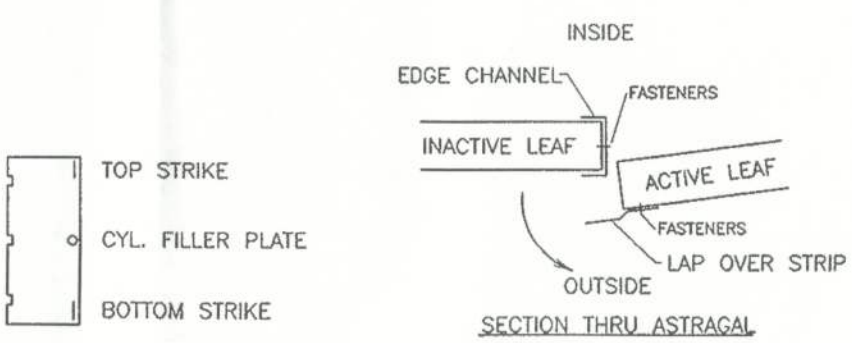 TOP STRIKE
CYL. FILLER PLATE
BOTTOM STRIKE
INSIDE
EDGE CHANNEL
FASTENERS
INACTIVE LEAF
ACTIVE LEAF
FASTENERS
LAP OVER STRIP
OUTSIDE
SECTION THRU ASTRAGAL